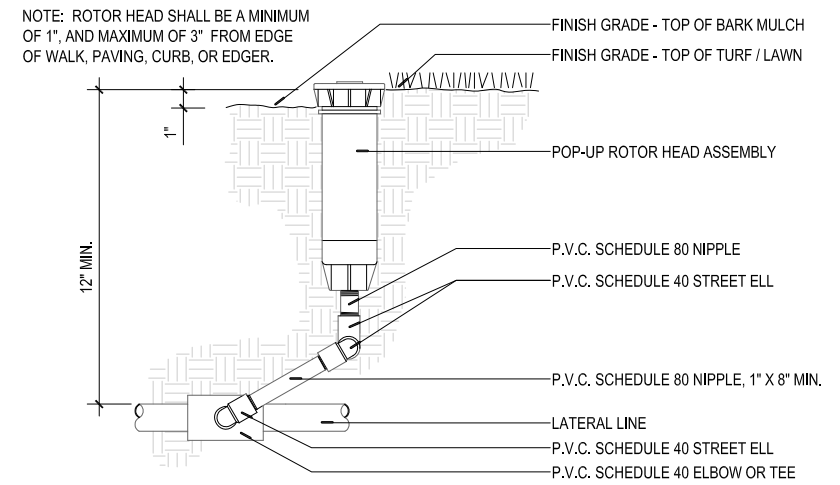 NOTE: ROTOR HEAD SHALL BE A MINIMUM
OF 1", AND MAXIMUM OF 3" FROM EDGE
OF WALK, PAVING, CURB, OR EDGER.
FINISH GRADE - TOP OF BARK MULCH
FINISH GRADE - TOP OF TURF / LAWN
1"
POP-UP ROTOR HEAD ASSEMBLY
12" MIN.
P.V.C. SCHEDULE 80 NIPPLE
P.V.C. SCHEDULE 40 STREET ELL
P.V.C. SCHEDULE 80 NIPPLE, 1" X 8" MIN.
LATERAL LINE
P.V.C. SCHEDULE 40 STREET ELL
P.V.C. SCHEDULE 40 ELBOW OR TEE